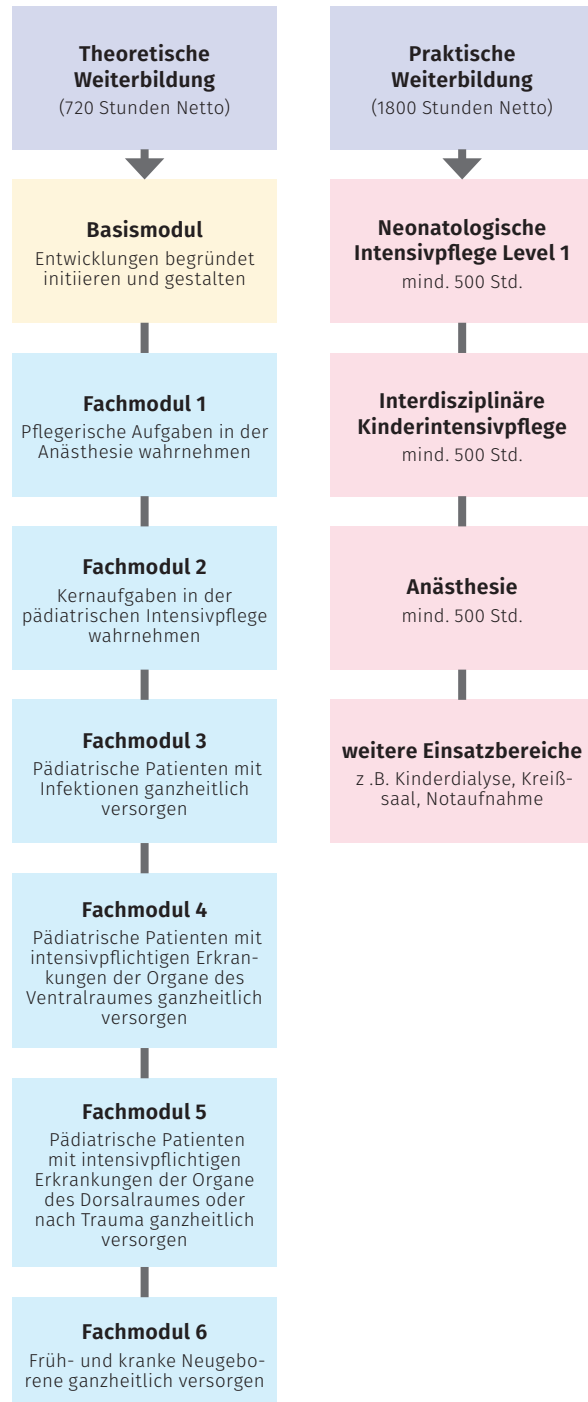 Theoretische
Weiterbildung
(720 Stunden Netto)
Basismodul
Entwicklungen begründet
initiieren und gestalten
Fachmodul 1
Pflegerische Aufgaben in der
Anästhesie wahrnehmen
Fachmodul 2
Kernaufgaben in der
pädiatrischen Intensivpflege
wahrnehmen
Fachmodul 3
Pädiatrische Patienten mit
Infektionen ganzheitlich
versorgen
Fachmodul 4
Pädiatrische Patienten mit
intensivpflichtigen Erkran-
kungen der Organe des
Ventralraumes ganzheitlich
versorgen
Fachmodul 5
Pädiatrische Patienten
mit intensivpflichtigen
Erkrankungen der Organe
des Dorsalraumes oder
nach Trauma ganzheitlich
versorgen
Fachmodul 6
Früh- und kranke Neugebo-
rene ganzheitlich versorgen
Praktische
Weiterbildung
(1800 Stunden Netto)
Neonatologische
Intensivpflege Level 1
mind. 500 Std.
Interdisziplinäre
Kinderintensivpflege
mind. 500 Std.
Anästhesie
mind. 500 Std.
weitere Einsatzbereiche
z .B. Kinderdialyse, Kreiß-
saal, Notaufnahme